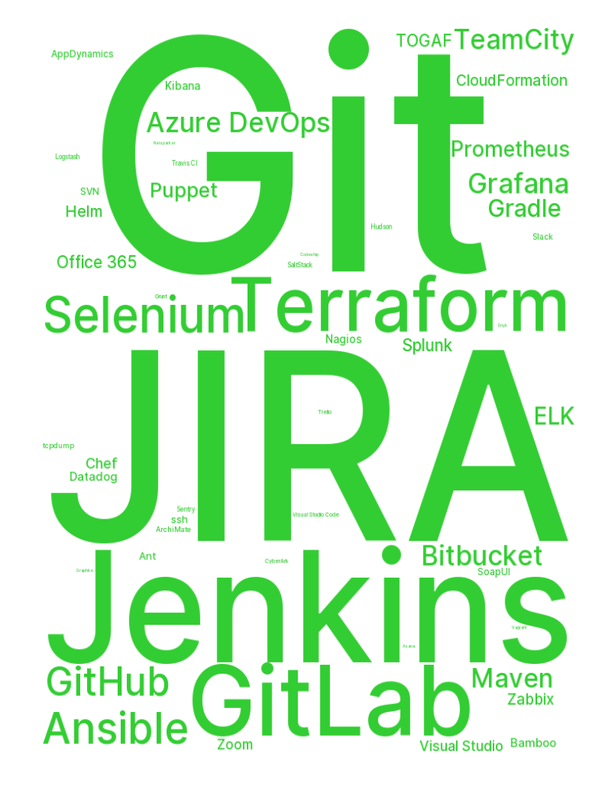 TOGAF
TeamCity
AppDynamics
Git
CloudFormation
Kibana
Azure DevOps
Prometheus
Logstash
Travis CI
Grafana
SVN
Puppet
Gradle
Helm
Hudson
Slack
Office 365
SaltStack
Selenium
Terraform
Nagios
Splunk
JIRA
Trello
ELK
tcpdump
Chef
Datadog
Sentry
Visual Studio Code
ssh
ArchiMate
Ant
Bitbucket
CyberArk
SoapUI
Jenkins
GitHub
GitLab
Maven
Zabbix
Ansible
Zoom
Visual Studio
Bamboo